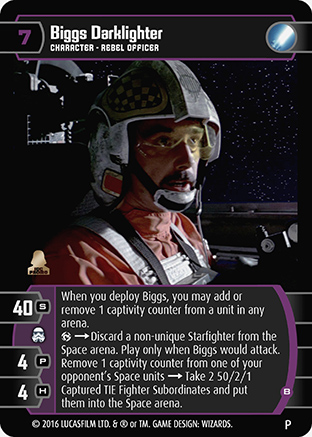 7
Biggs Darklighter
CHARACTER - REBEL OFFICER
40 S
4 P
4 H
When you deploy Biggs, you may add or
remove 1 captivity counter from a unit in any
arena.
→Discard a non-unique Starfighter from the
Space arena. Play only when Biggs would attack.
Remove 1 captivity counter from one of your
opponent's Space units → Take 2 50/2/1
Captured TIE Fighter Subordinates and put
them into the Space arena.
B
© 2016 LUCASFILM LTD. & ® or TM. GAME DESIGN: WIZARDS.
P